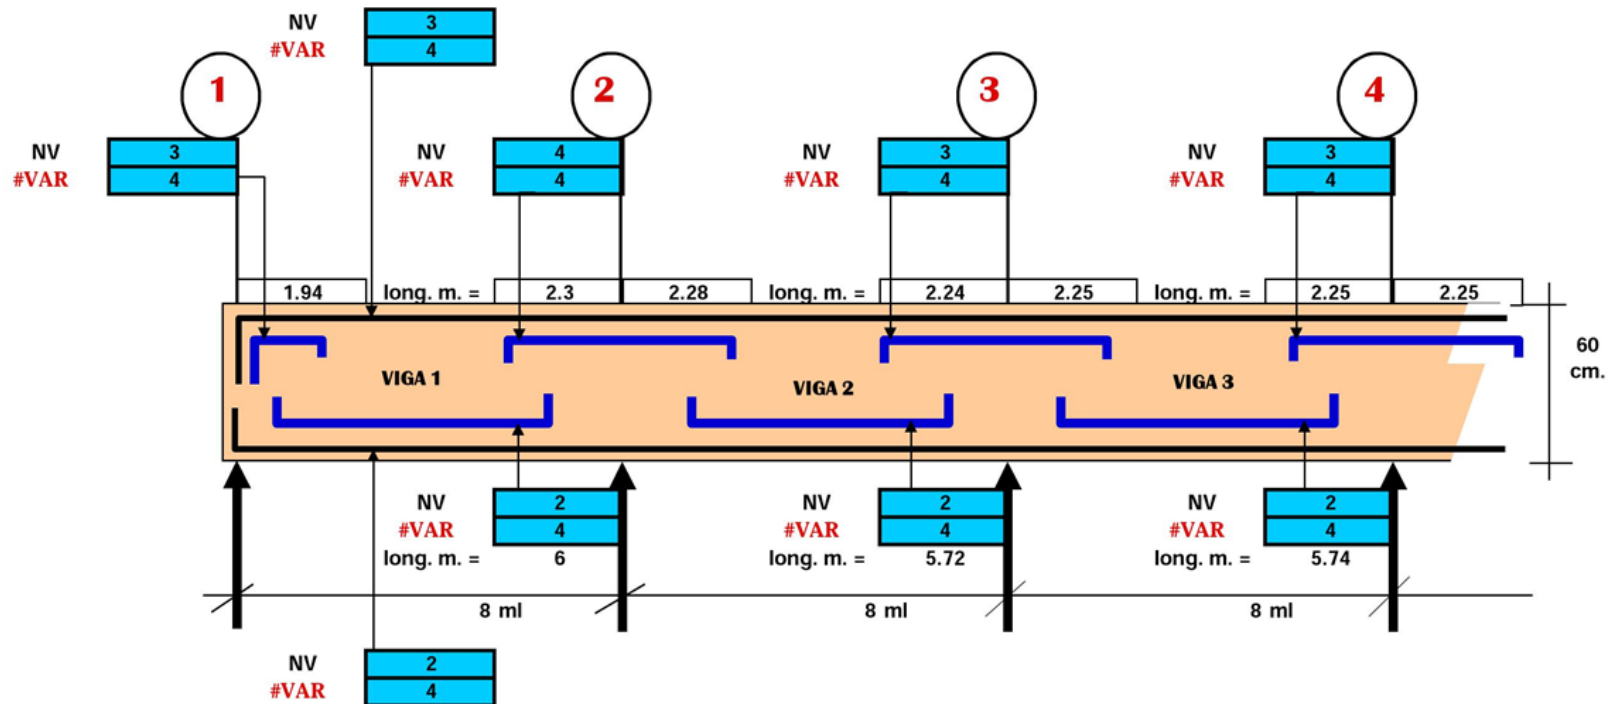 NV 3
#VAR 4
1 2 3 4
NV 3 NV 4 NV 3 NV 3
#VAR 4 #VAR 4 #VAR 4 #VAR 4
1.94 long. m. = 2.3 2.28 long. m. = 2.24 2.25 long. m. = 2.25 2.25
60
cm.
VIGA 1 VIGA 2 VIGA 3
NV 2 NV 2 NV 2
#VAR 4 #VAR 4 #VAR 4
long. m. = 6 long. m. = 5.72 long. m. = 5.74
8 ml 8 ml 8 ml
NV 2
#VAR 4